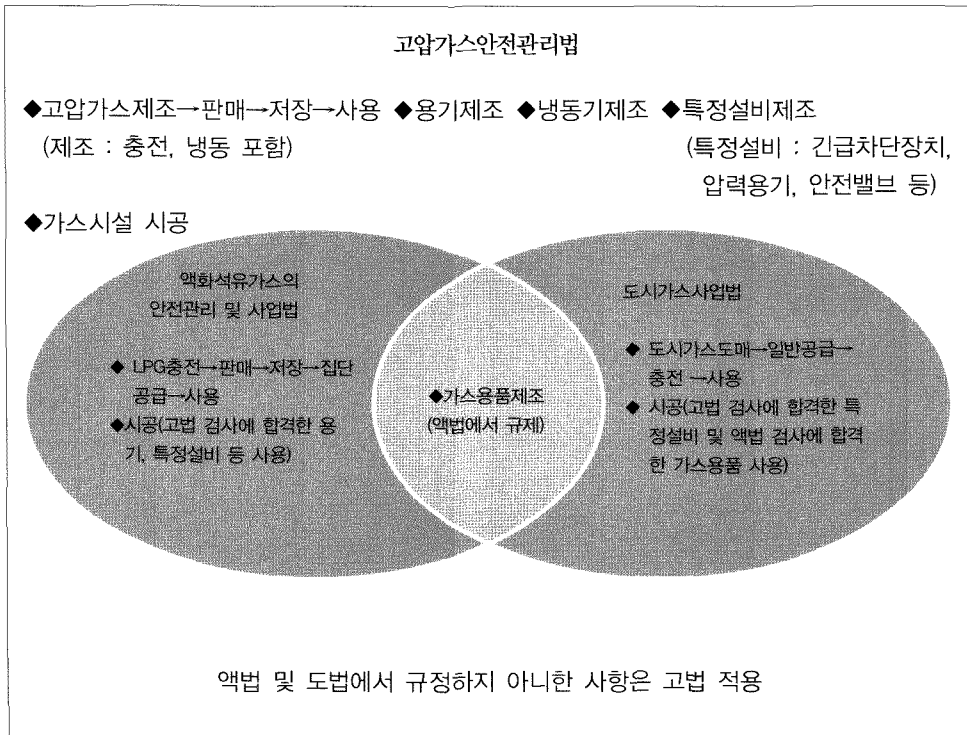 고압가스안전관리법
◆고압가스제조→판매→저장→사용 ◆용기제조 ◆냉동기제조 ◆특정설비제조
(제조 : 충전, 냉동 포함)
(특정설비 : 긴급차단장치,
압력용기, 안전밸브 등)
◆가스시설 시공
액화석유가스의
안전관리 및 사업법
◆ LPG충전→판매→저장→집단
공급→사용
◆시공(고법 검사에 합격한 용
기, 특정설비 등 사용)
◆가스용품제조
(액법에서 규제)
도시가스사업법
◆ 도시가스도매→일반공급→
충전 →사용
◆ 시공(고법 검사에 합격한 특
정설비 및 액법 검사에 합격
한 가스용품 사용)
액법 및 도법에서 규정하지 아니한 사항은 고법 적용